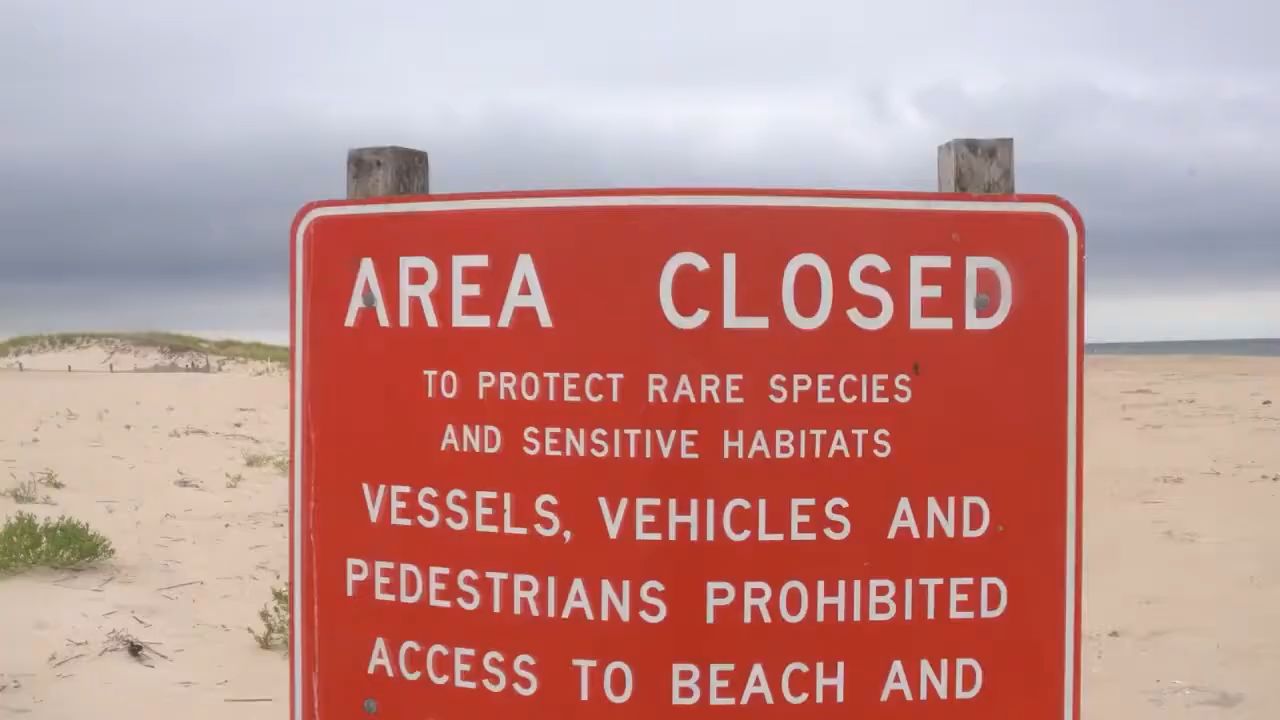 AREA CLOSED
TO PROTECT RARE SPECIES
AND SENSITIVE HABITATS
VESSELS, VEHICLES AND
PEDESTRIANS PROHIBITED
ACCESS TO BEACH AND